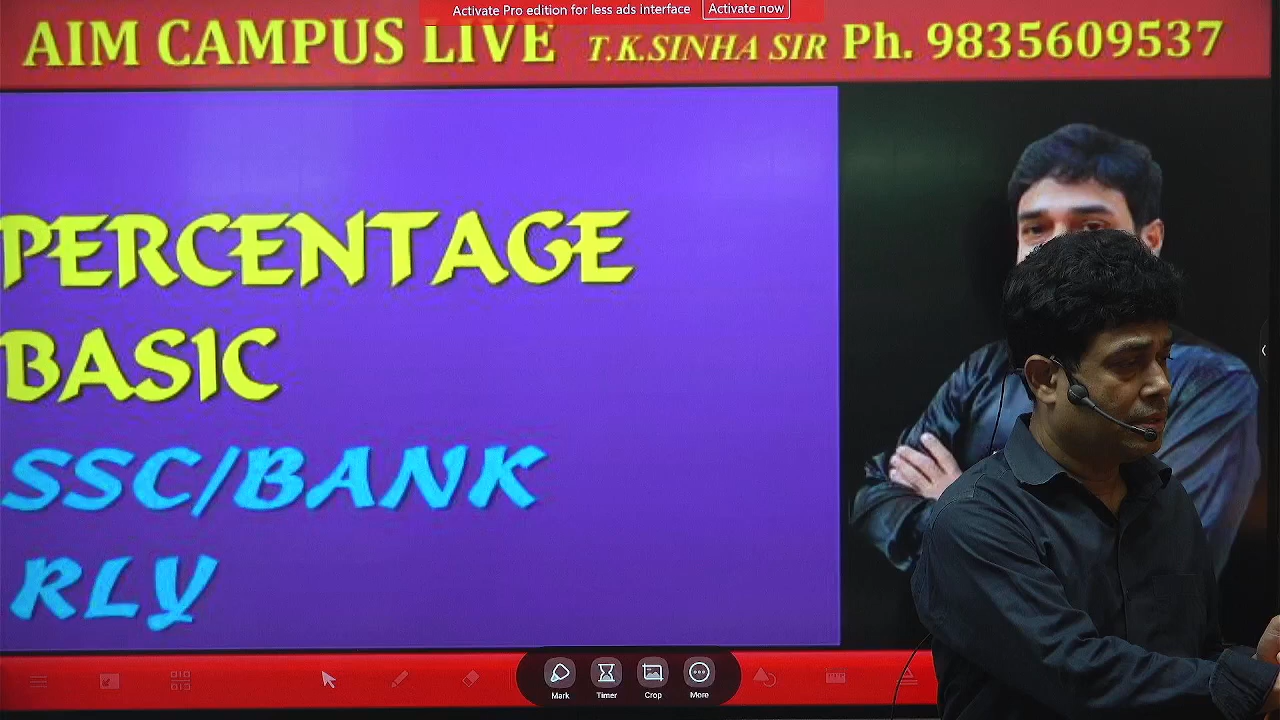 Activate Pro edition for less ads interface Activate now
AIM CAMPUS LIVE T.K.SINHA SIR Ph. 9835609537
PERCENTAGE
BASIC
SSC/BANK
RLY
Mark Timer Crop More